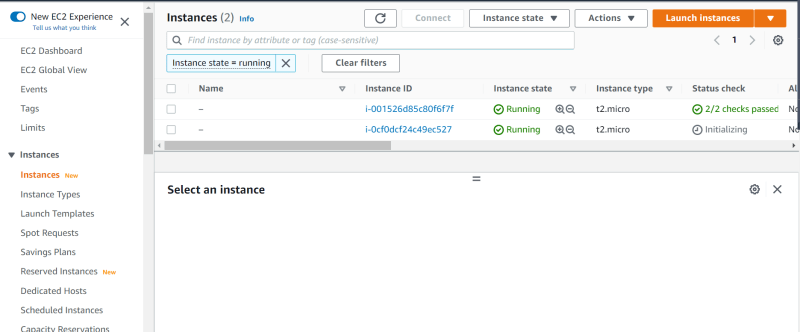 New EC2 Experience
Tell us what you think
EC2 Dashboard
EC2 Global View
Events
Tags
Limits
Instances
Instances New
Instance Types
Launch Templates
Spot Requests
Savings Plans
Reserved Instances New
Dedicated Hosts
Scheduled Instances
Capacity Reservations
Instances (2) Info
Connect
Instance state
Actions
Launch instances
Find instance by attribute or tag (case-sensitive)
1
Instance state = running
Clear filters
Name Instance ID Instance state Instance type Status check Al
– i-001526d85c80f6f7f Running t2.micro 2/2 checks passed No
– i-0cf0dcf24c49ec527 Running t2.micro Initializing No
Select an instance